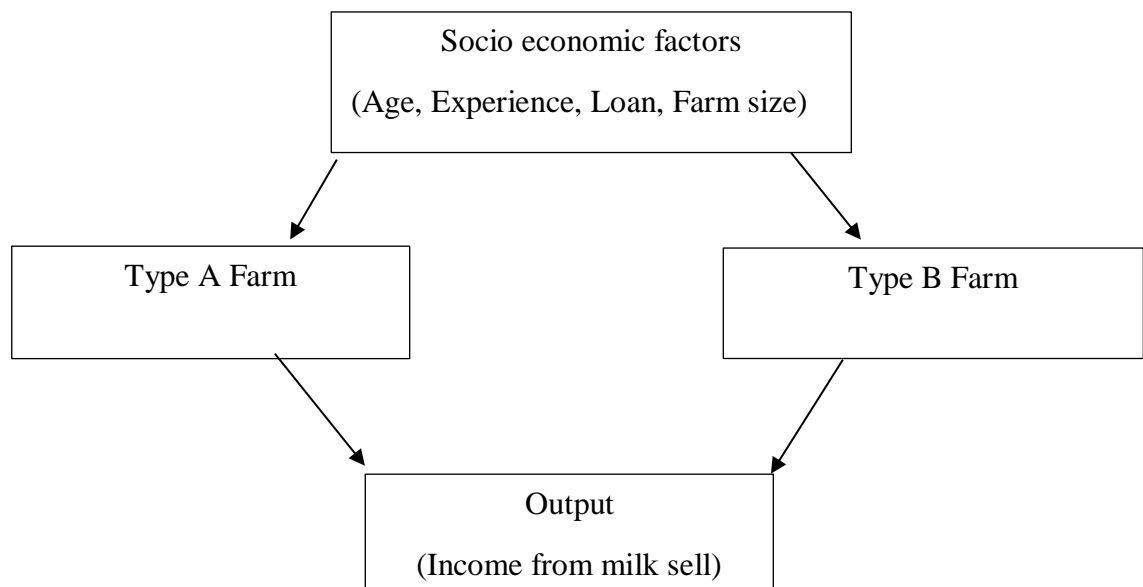 Socio economic factors
(Age, Experience, Loan, Farm size)
Type A Farm
Type B Farm
Output
(Income from milk sell)